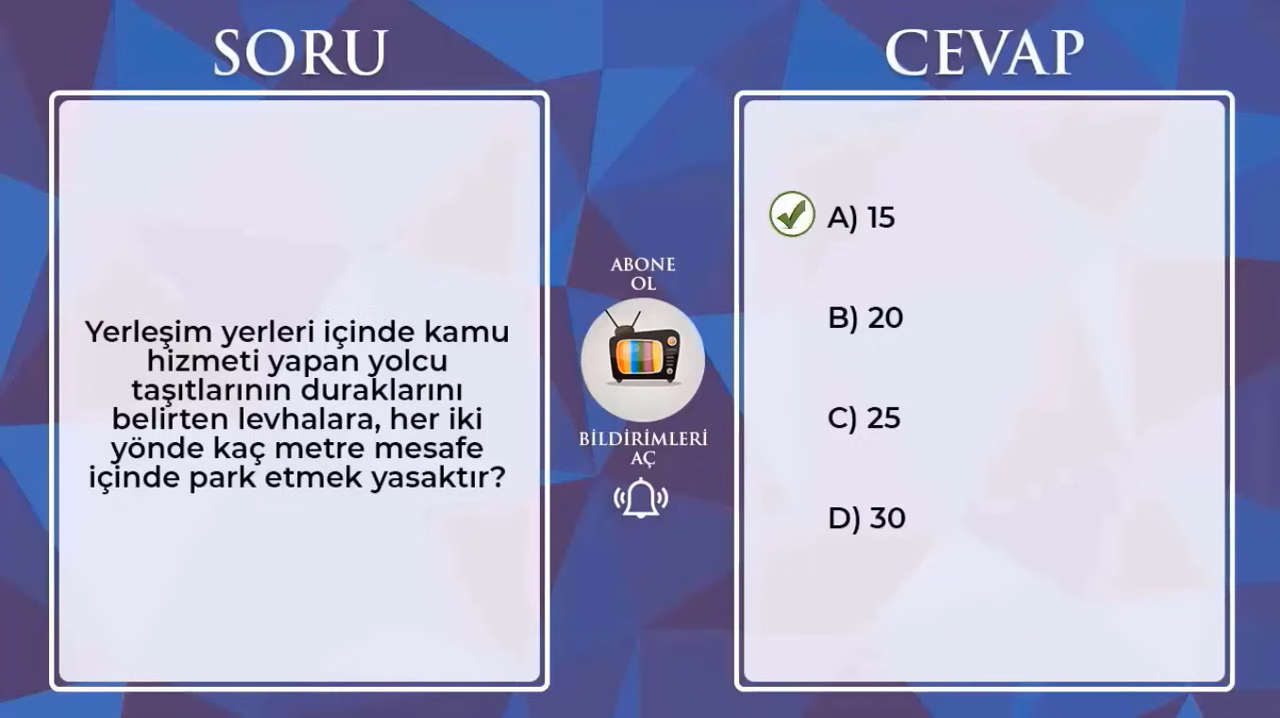 SORU
Yerleşim yerleri içinde kamu
hizmeti yapan yolcu
taşıtlarının duraklarını
belirten levhalara, her iki
yönde kaç metre mesafe
içinde park etmek yasaktır?
ABONE
OL
BİLDİRİMLERİ
AÇ
CEVAP
A) 15
B) 20
C) 25
D) 30